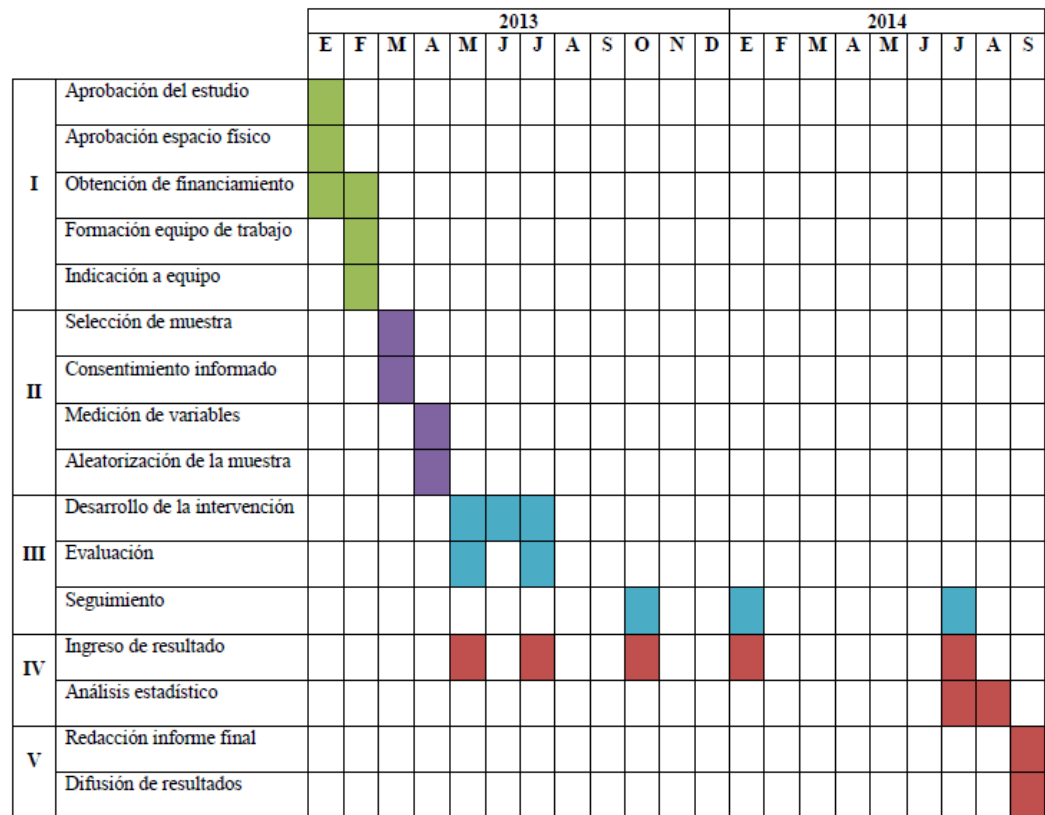 2013 2014
E F M A M J J A S O N D E F M A M J J A S
Aprobación del estudio
Aprobación espacio físico
I Obtención de financiamiento
Formación equipo de trabajo
Indicación a equipo
Selección de muestra
Consentimiento informado
II
Medición de variables
Aleatorización de la muestra
Desarrollo de la intervención
III Evaluación
Seguimiento
Ingreso de resultado
IV
Análisis estadístico
Redacción informe final
V
Difusión de resultados